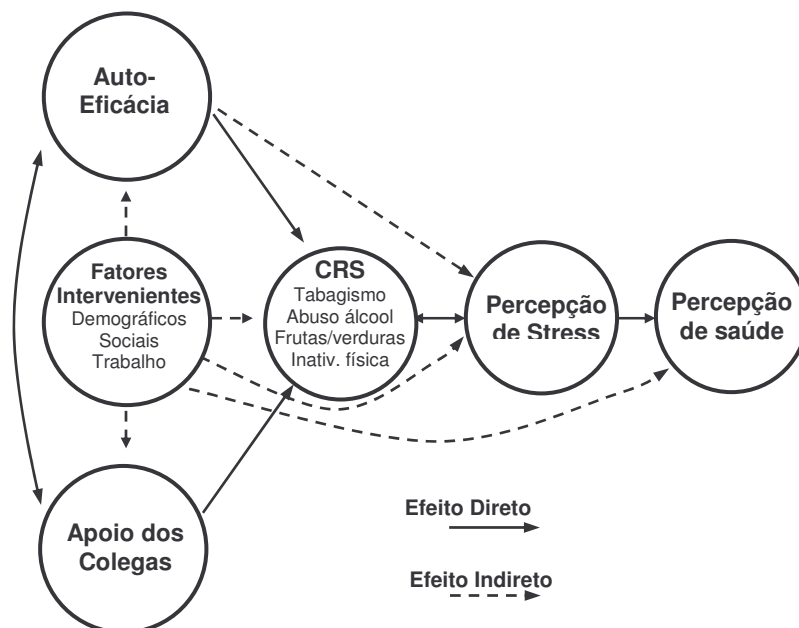 Auto-
Eficácia
Fatores
Intervenientes
Demográficos
Sociais
Trabalho
CRS
Tabagismo
Abuso álcool
Frutas/verduras
Inativ. física
Percepção
de Stress
Percepção
de saúde
Apoio dos
Colegas
Efeito Direto
Efeito Indireto